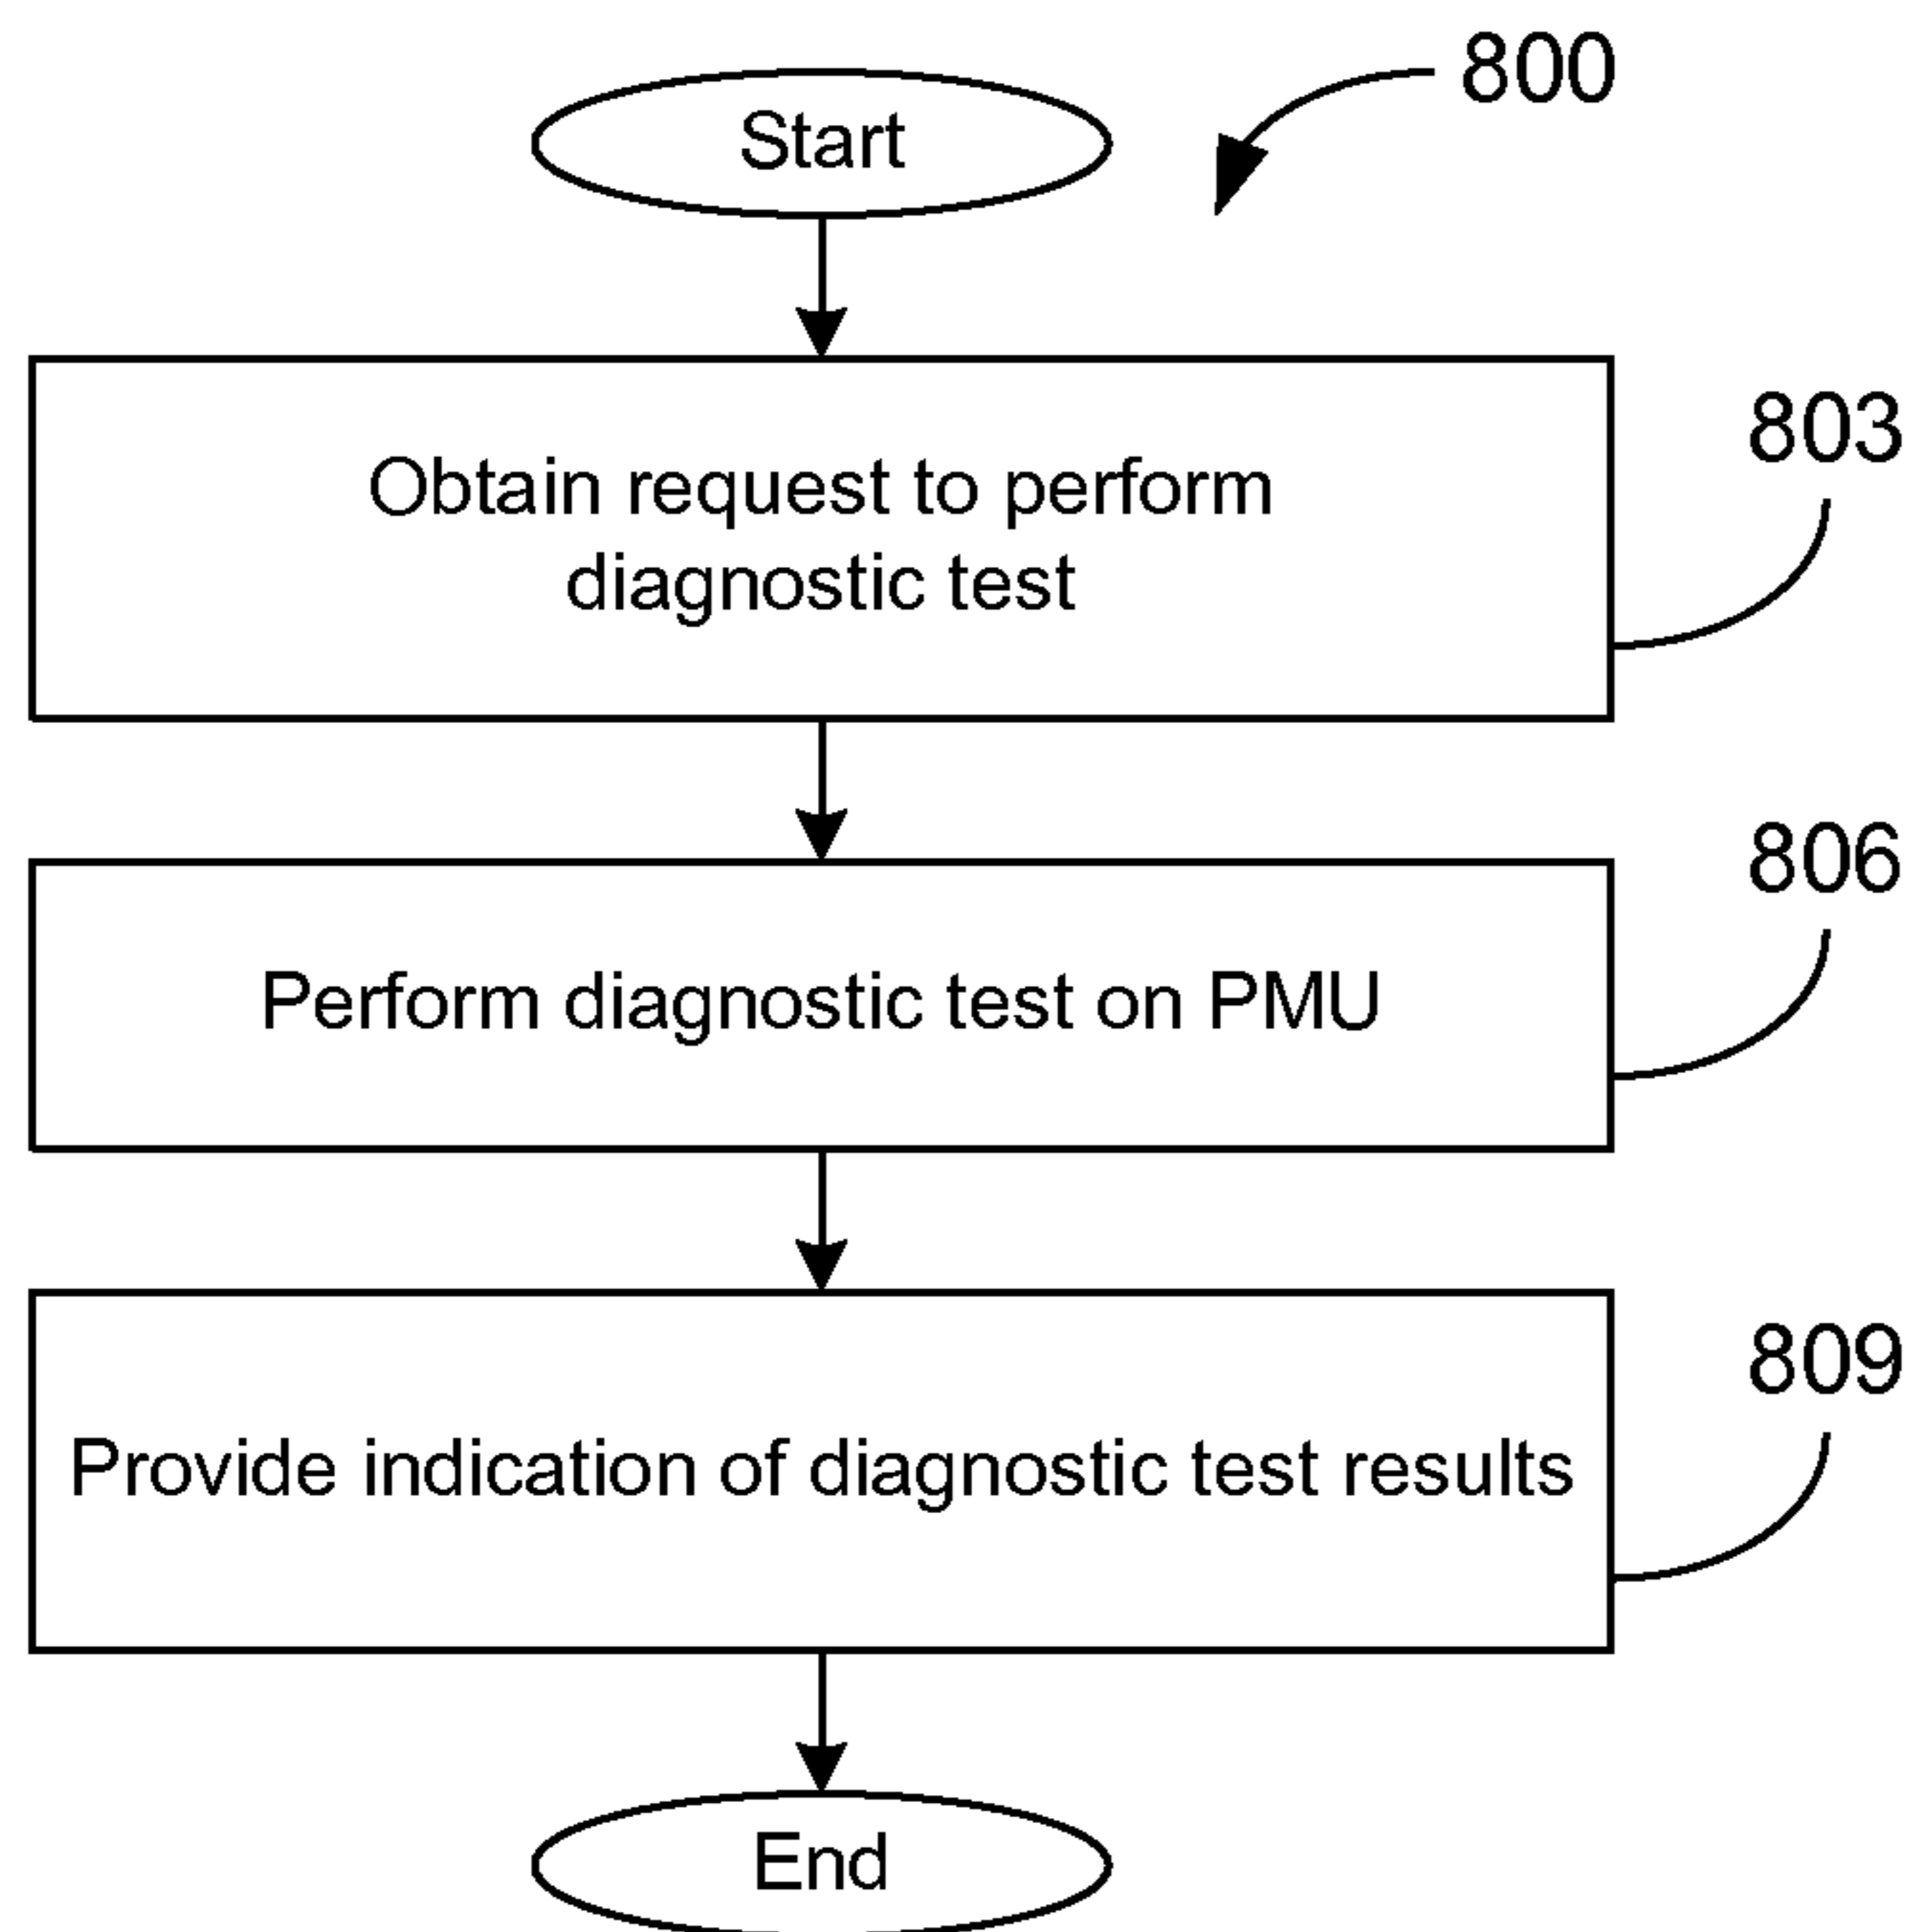 800
Start
803
Obtain request to perform
diagnostic test
806
Perform diagnostic test on PMU
809
Provide indication of diagnostic test results
End